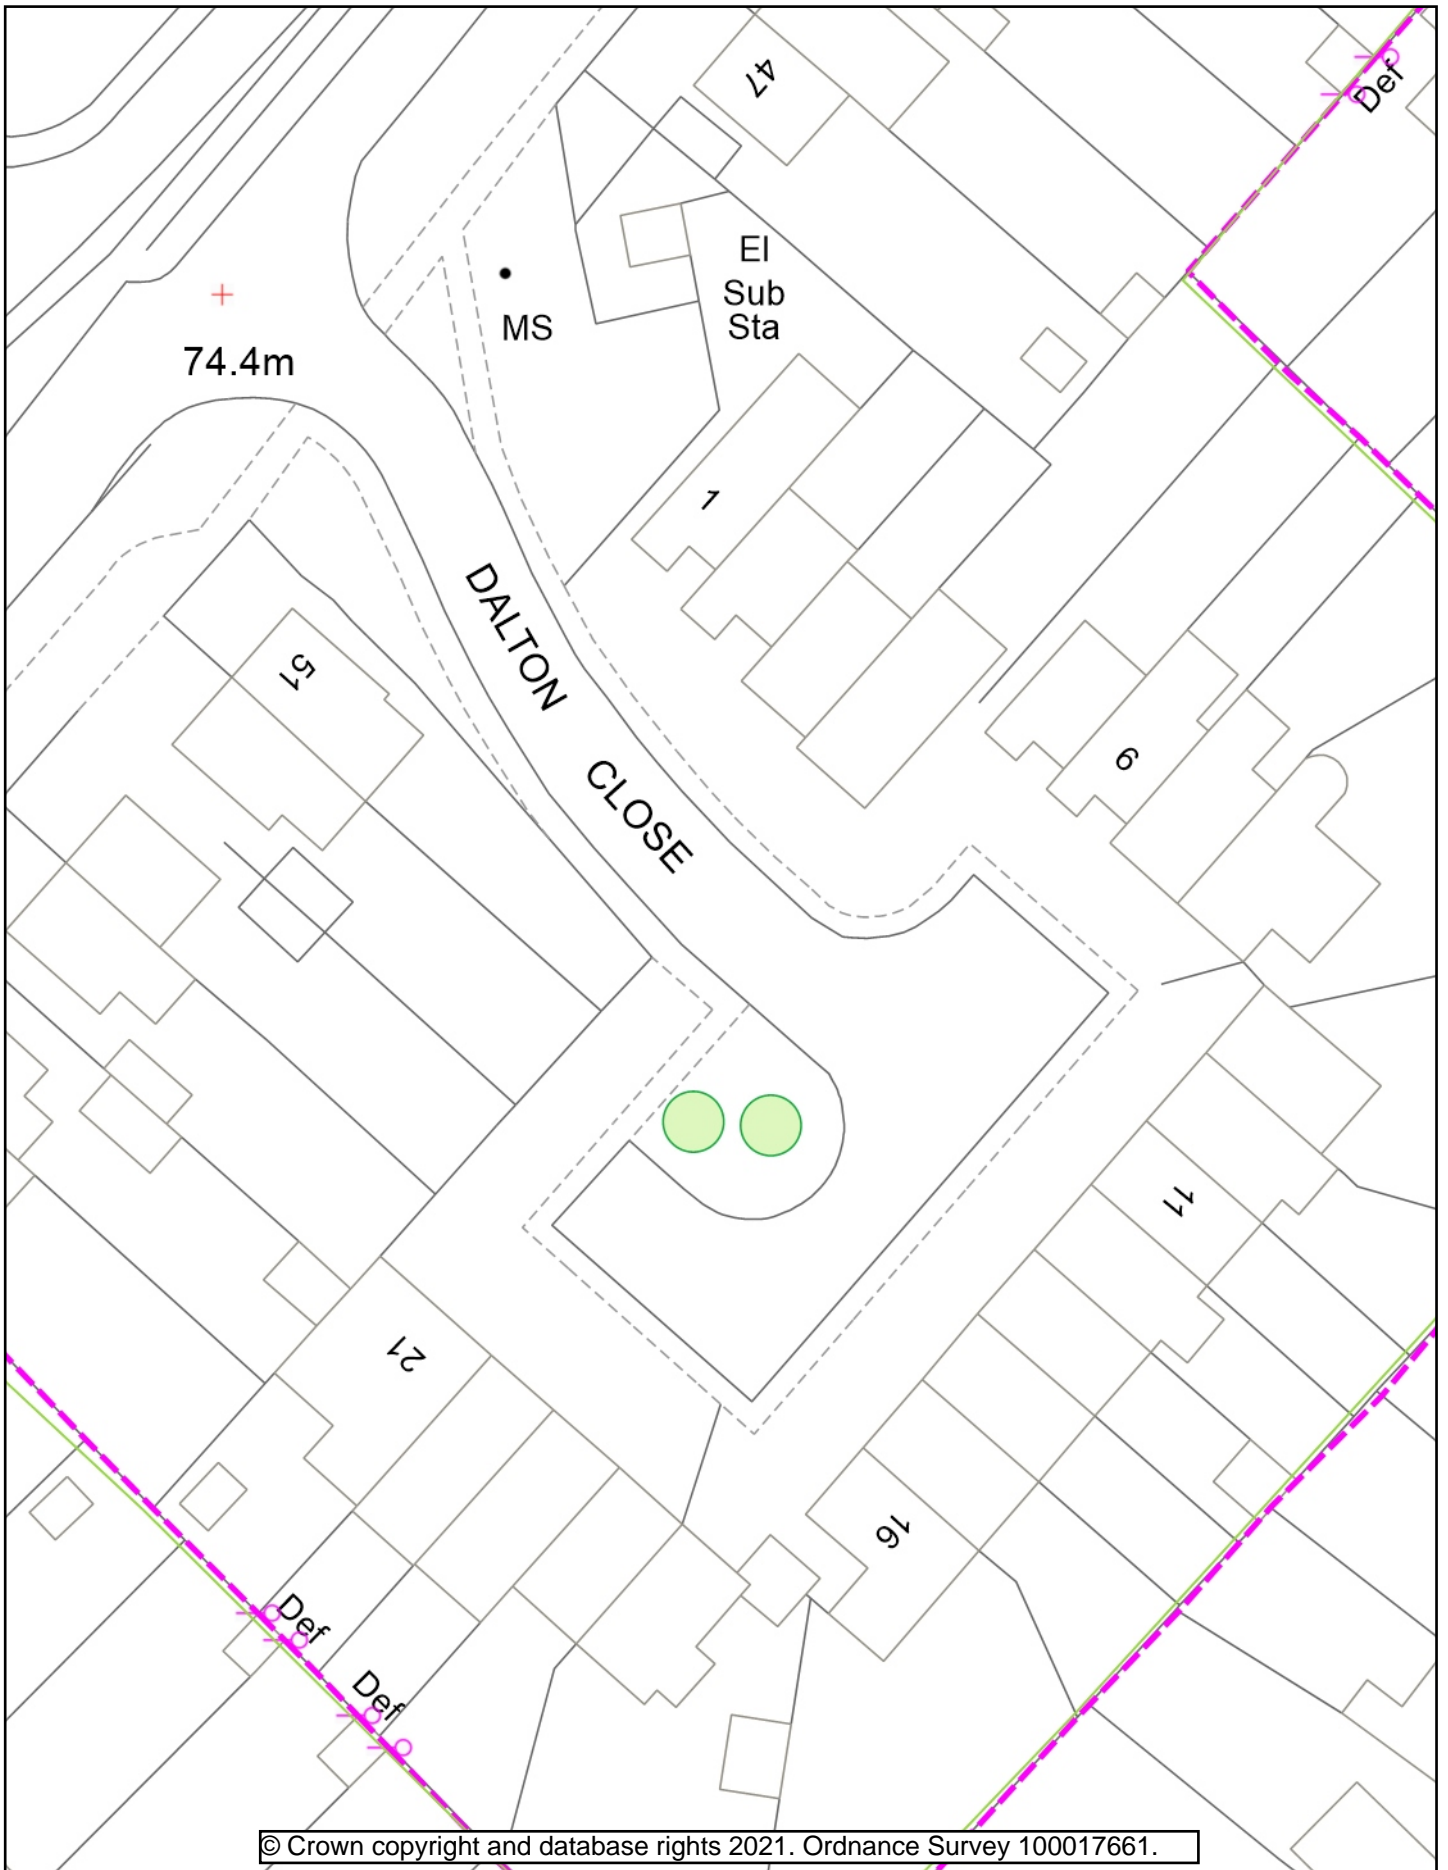 47
Def
El
Sub
Sta
MS
74.4m
1
DALTON CLOSE
51
6
11
21
16
Def
Def
© Crown copyright and database rights 2021. Ordnance Survey 100017661.